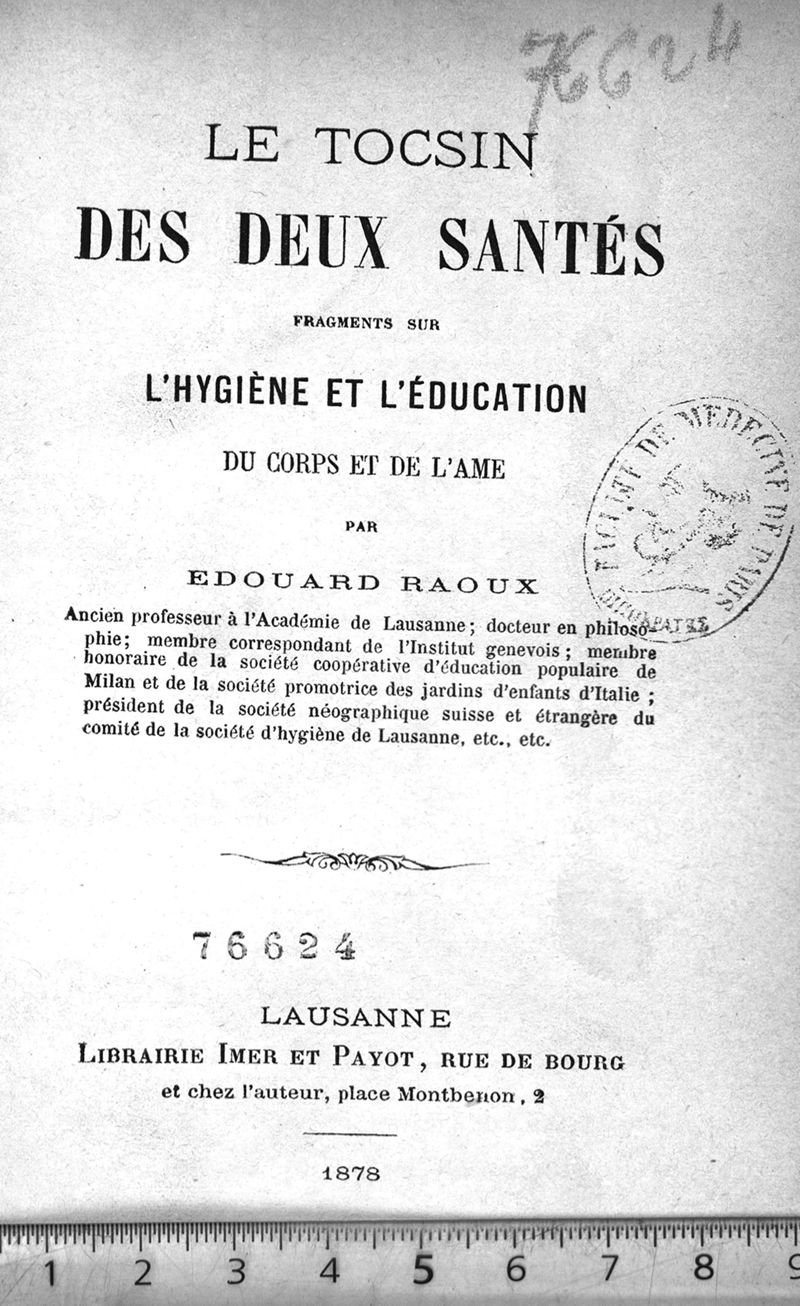 76624
LE TOCSIN
DES DEUX SANTÉS
FRAGMENTS SUR
L'HYGIÈNE ET L'ÉDUCATION
DU CORPS ET DE L'AME
PAR
EDOUARD RAOUX
Ancien professeur à l'Académie de Lausanne; docteur en philoso-
phie; membre correspondant de l'Institut genevois; membre
honoraire de la société coopérative d'éducation populaire de
Milan et de la société promotrice des jardins d'enfants d'Italie;
président de la société néographique suisse et étrangère du
comité de la société d'hygiène de Lausanne, etc., etc.
FACULTÉ DE MEDECINE DE PARIS
76624
LAUSANNE
LIBRAIRIE IMER ET PAYOT, RUE DE BOURG
et chez l'auteur, place Montbenon, 2
1878
1 2 3 4 5 6 7 8 9